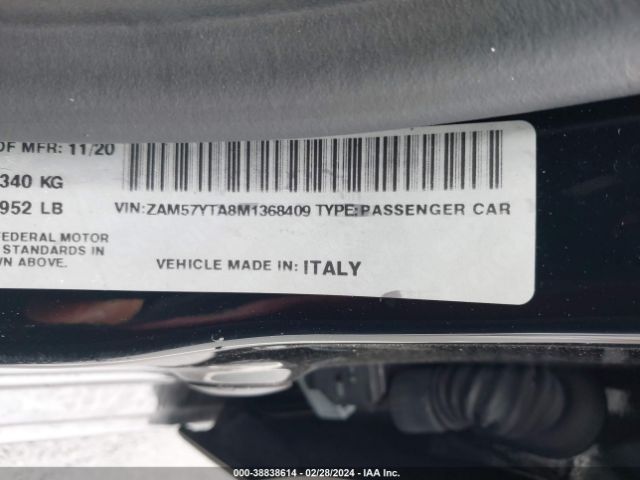 OF MFR: 11/20
340 KG
952 LB
VIN:ZAM57YTA8M1368409 TYPE:PASSENGER CAR
FEDERAL MOTOR
STANDARDS IN
WN ABOVE.
VEHICLE MADE IN: ITALY
000-38838614 - 02/28/2024 - IAA Inc.